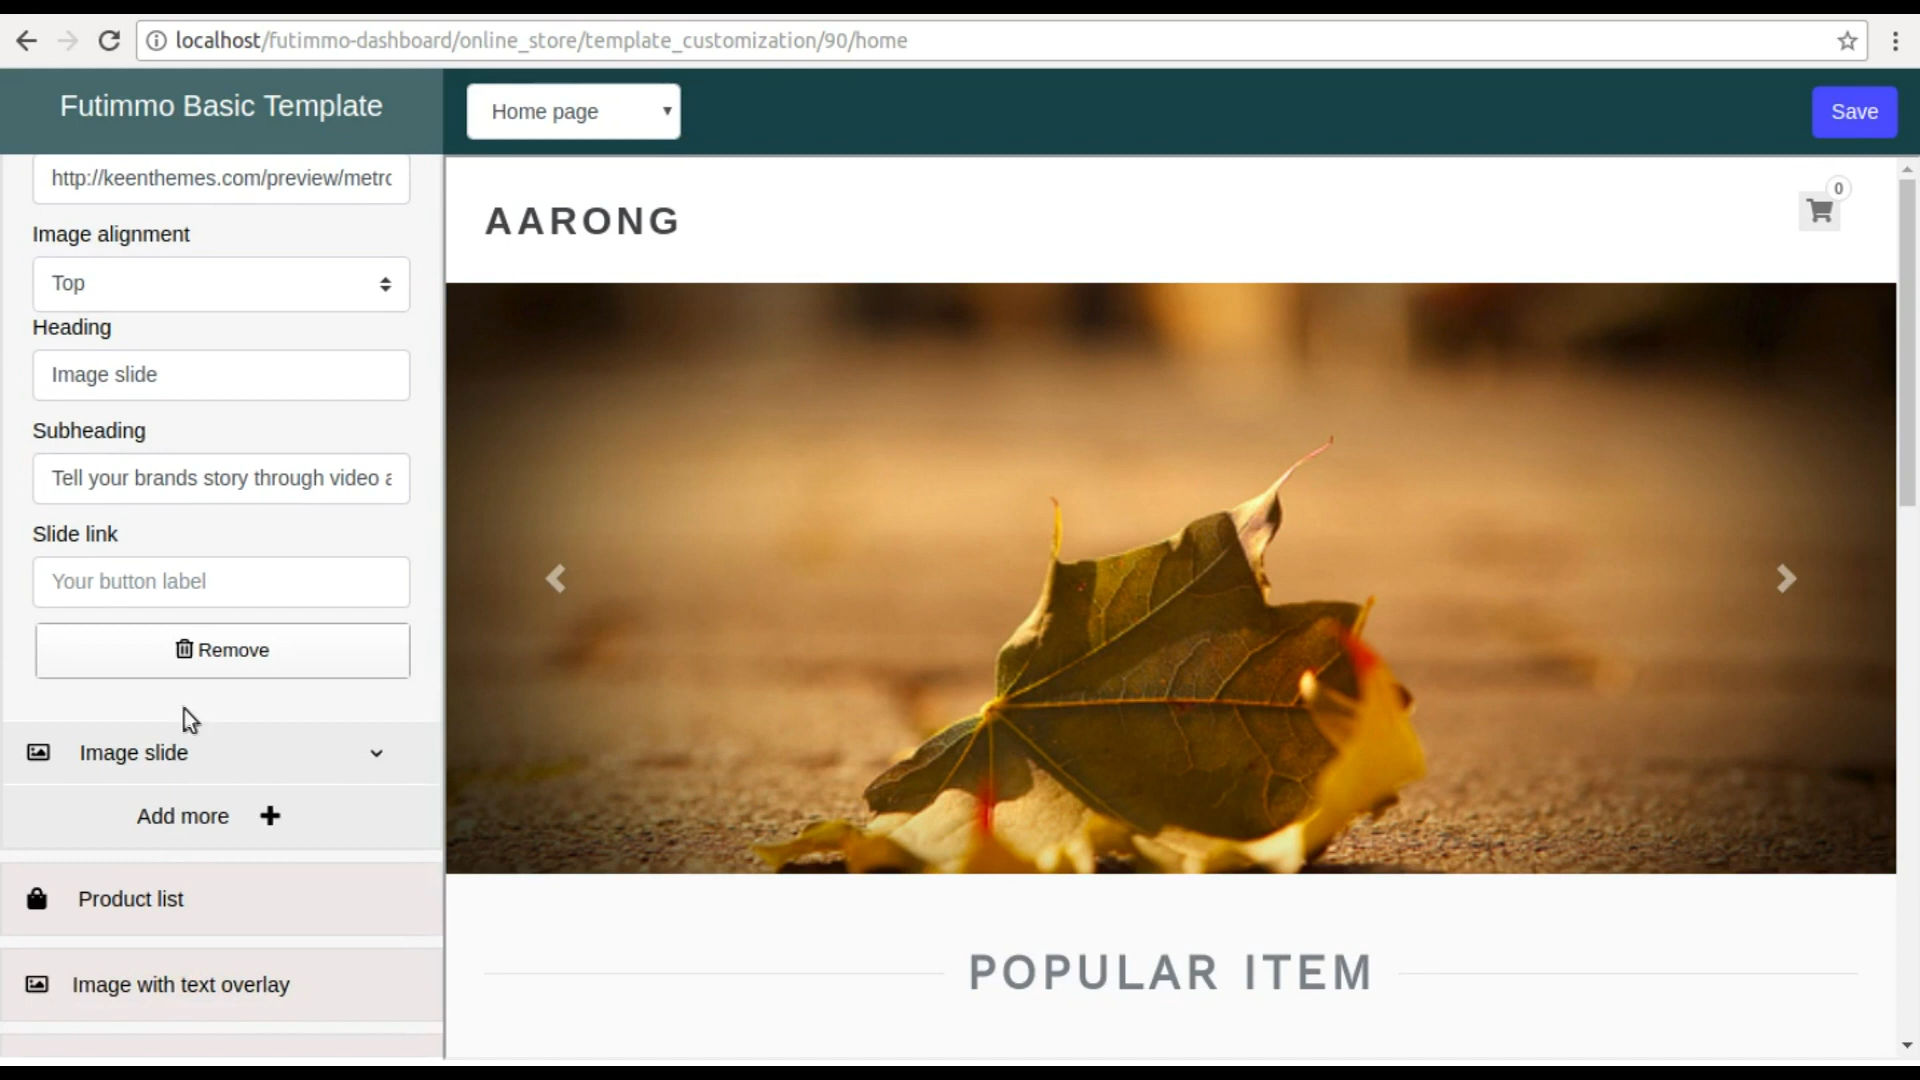 localhost/futimmo-dashboard/online_store/template_customization/90/home
Futimmo Basic Template
Home page
Save
http://keenthemes.com/preview/metro
Image alignment
Top
Heading
Image slide
Subheading
Tell your brands story through video a
Slide link
Your button label
Remove
Image slide
Add more
Product list
Image with text overlay
AARONG
0
POPULAR ITEM